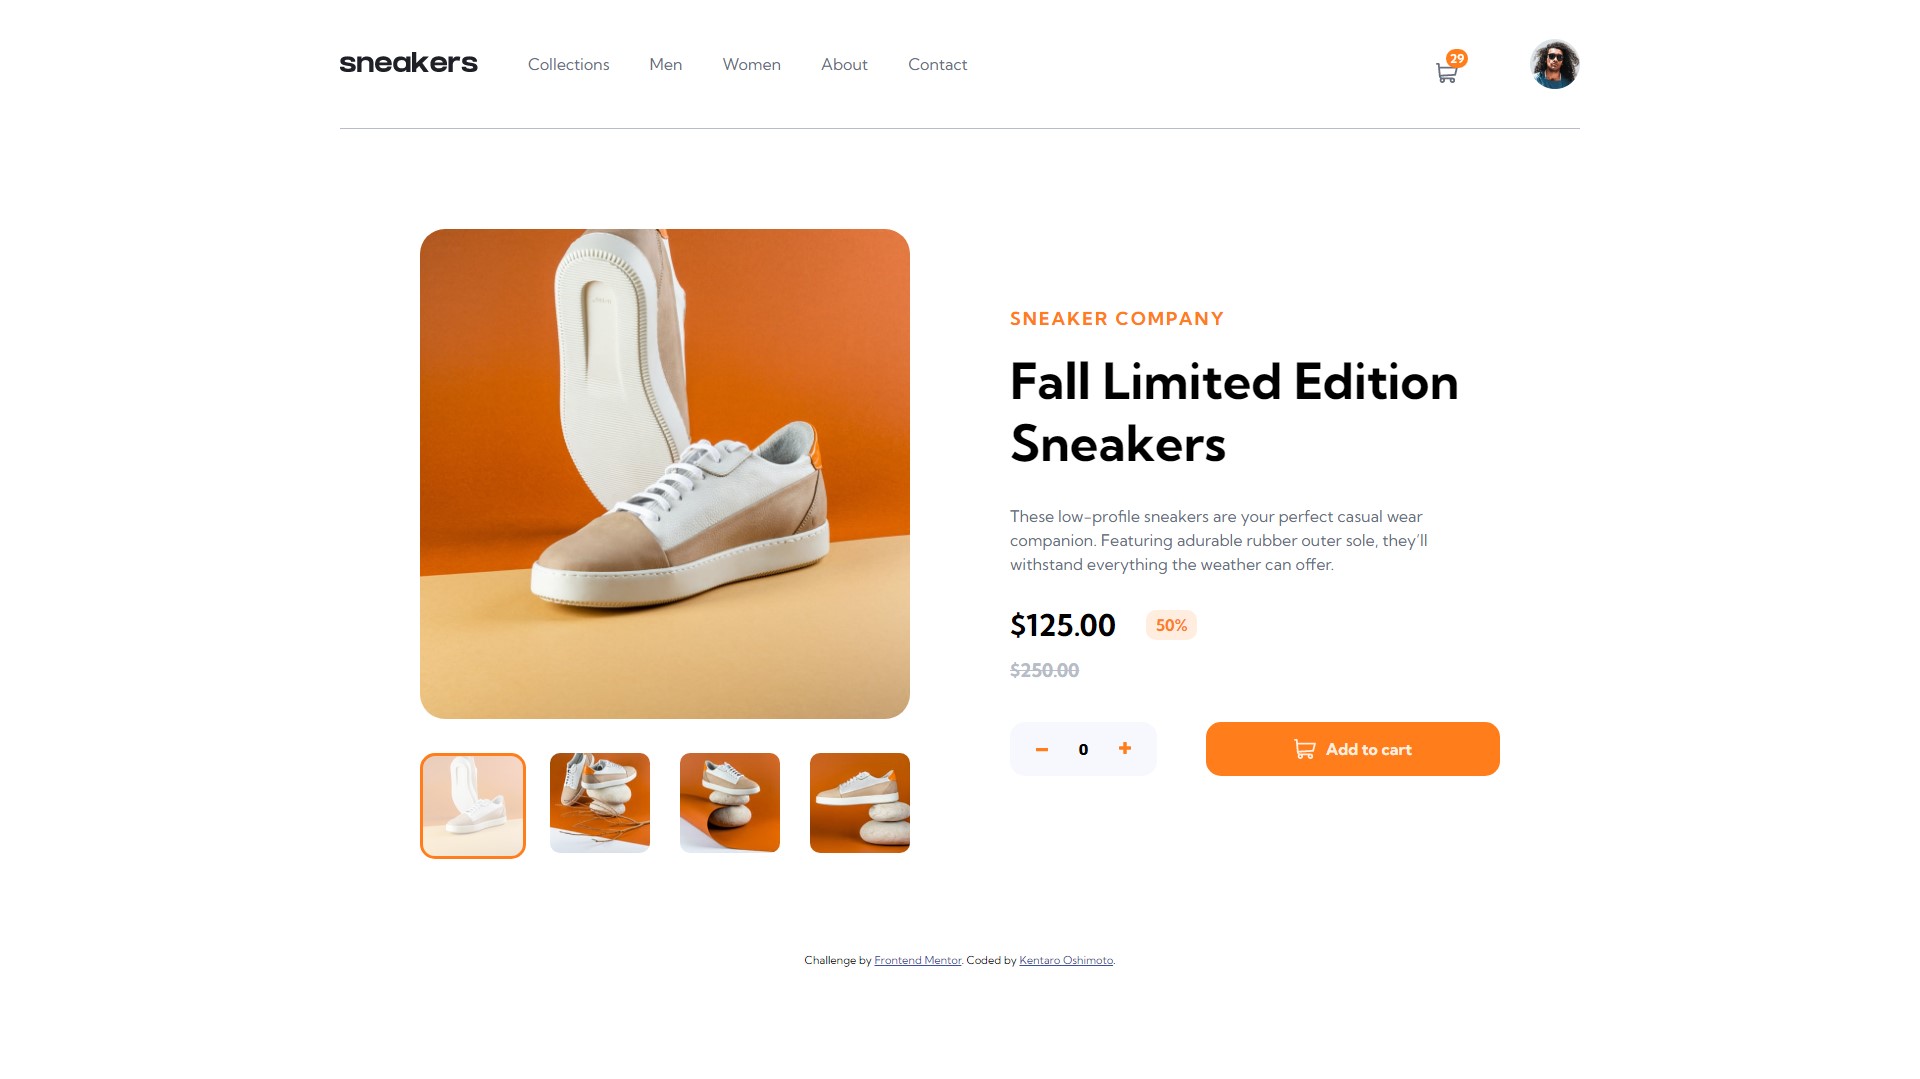 sneakers
Collections
Men
Women
About
Contact
29
SNEAKER COMPANY
Fall Limited Edition
Sneakers
These low-profile sneakers are your perfect casual wear
companion. Featuring adurable rubber outer sole, they’ll
withstand everything the weather can offer.
$125.00
50%
$250.00
0
Add to cart
Challenge by Frontend Mentor. Coded by Kentaro Oshimoto.